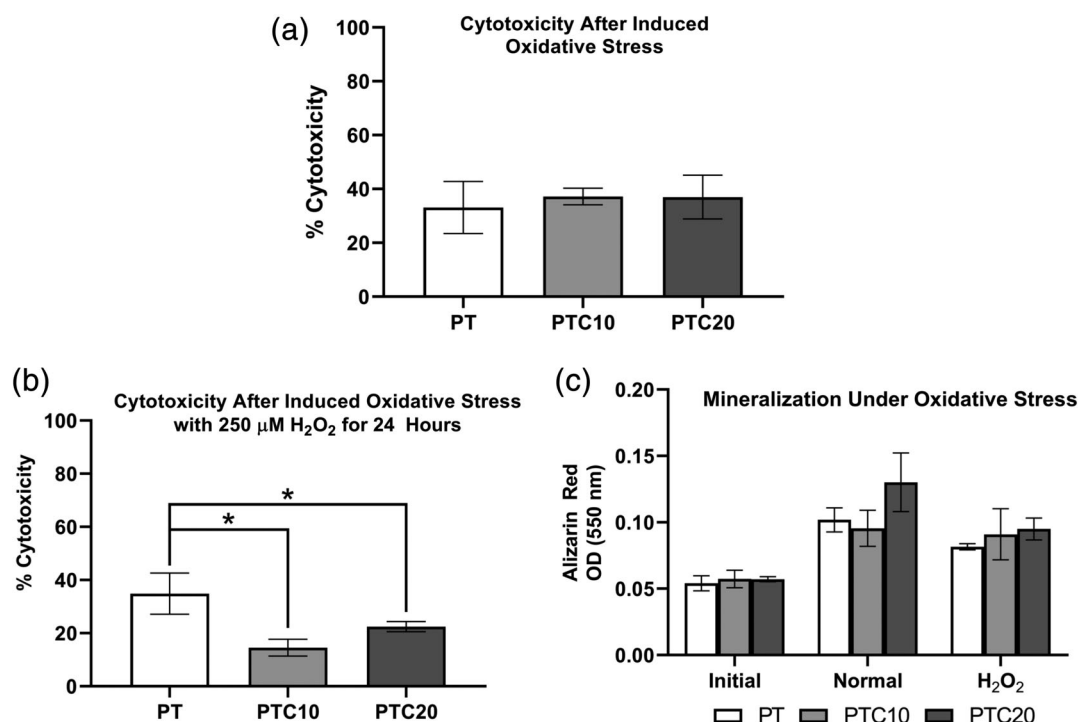 (a)
Cytotoxicity After Induced
Oxidative Stress
% Cytotoxicity
100
80
60
40
20
0
PT PTC10 PTC20
(b)
Cytotoxicity After Induced Oxidative Stress
with 250 μM H₂O₂ for 24 Hours
% Cytotoxicity
100
80
60
40
20
0
*
*
PT PTC10 PTC20
(c)
Mineralization Under Oxidative Stress
Alizarin Red
OD (550 nm)
0.20
0.15
0.10
0.05
0.00
Initial Normal H₂O₂
PT PTC10 PTC20